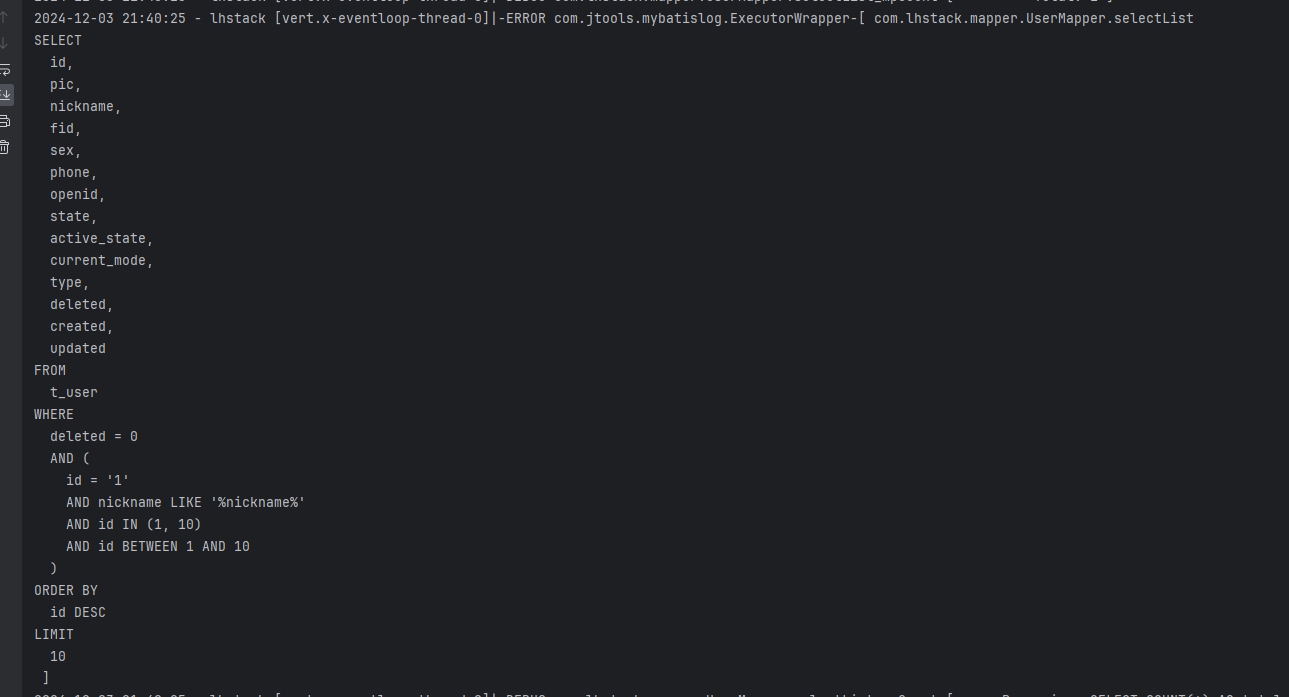 2024-12-03 21:40:25 - lhstack [vert.x-eventloop-thread-0]|-ERROR com.jtools.mybatislog.ExecutorWrapper-[ com.lhstack.mapper.UserMapper.selectList
SELECT
id,
pic,
nickname,
fid,
sex,
phone,
openid,
state,
active_state,
current_mode,
type,
deleted,
created,
updated
FROM
t_user
WHERE
deleted = 0
AND (
id = '1'
AND nickname LIKE '%nickname%'
AND id IN (1, 10)
AND id BETWEEN 1 AND 10
)
ORDER BY
id DESC
LIMIT
10
]